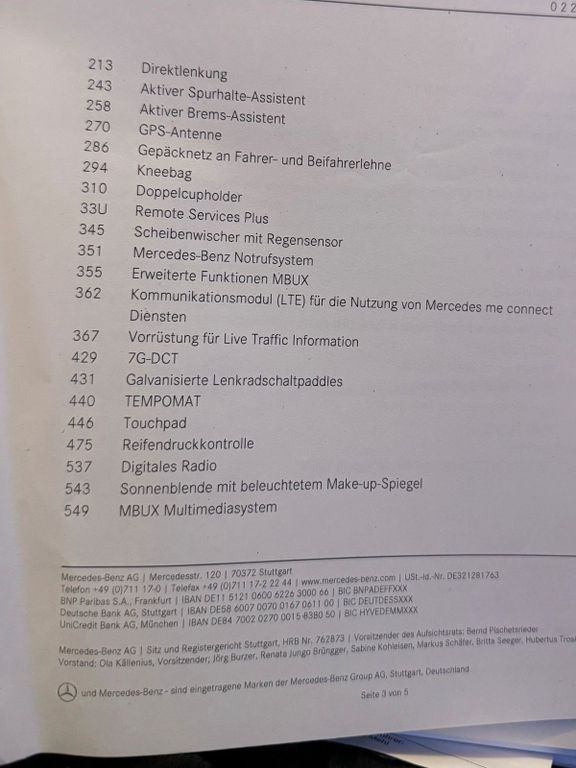 022
213 Direktlenkung
243 Aktiver Spurhalte-Assistent
258 Aktiver Brems-Assistent
270 GPS-Antenne
286 Gepäcknetz an Fahrer- und Beifahrerlehne
294 Kneebag
310 Doppelcupholder
33U Remote Services Plus
345 Scheibenwischer mit Regensensor
351 Mercedes-Benz Notrufsystem
355 Erweiterte Funktionen MBUX
362 Kommunikationsmodul (LTE) für die Nutzung von Mercedes me connect
Diensten
367 Vorrüstung für Live Traffic Information
429 7G-DCT
431 Galvanisierte Lenkradschaltpaddles
440 TEMPOMAT
446 Touchpad
475 Reifendruckkontrolle
537 Digitales Radio
543 Sonnenblende mit beleuchtetem Make-up-Spiegel
549 MBUX Multimediasystem
Mercedes-Benz AG | Mercedesstr. 120 | 70372 Stuttgart
Telefon +49 (0)711 17-0 | Telefax +49 (0)711 17-2 22 44 | www.mercedes-benz.com | USt.-Id-Nr. DE321281763
BNP Paribas S.A., Frankfurt | IBAN DE11 5121 0600 6226 3000 66 | BIC BNPADEFFXXX
Deutsche Bank AG, Stuttgart | IBAN DE58 6007 0070 0167 0611 00 | BIC DEUTDESSXXX
UniCredit Bank AG, München | IBAN DE84 7002 0270 0015 8380 50 | BIC HYVEDEMMXXX
Mercedes-Benz AG | Sitz und Registergericht Stuttgart, HRB Nr. 762873 | Vorsitzender des Aufsichtsrats: Bernd Pischetsrieder
Vorstand: Ola Källenius, Vorsitzender; Jörg Burzer, Renata Jungo Brüngger, Sabine Kohleisen, Markus Schäfer, Britta Seeger, Hubertus
und Mercedes-Benz - sind eingetragene Marken der Mercedes-Benz Group AG, Stuttgart, Deutschland
Seite 3 von 5